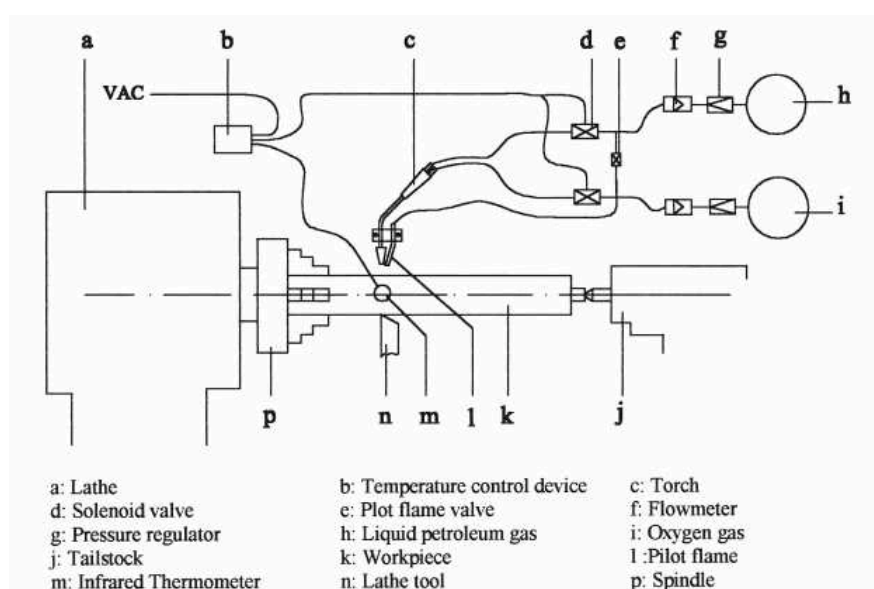 a b c d e f g
VAC
h
i
p n m l k j
a: Lathe b: Temperature control device c: Torch
d: Solenoid valve e: Plot flame valve f: Flowmeter
g: Pressure regulator h: Liquid petroleum gas i: Oxygen gas
j: Tailstock k: Workpiece l :Pilot flame
m: Infrared Thermometer n: Lathe tool p: Spindle